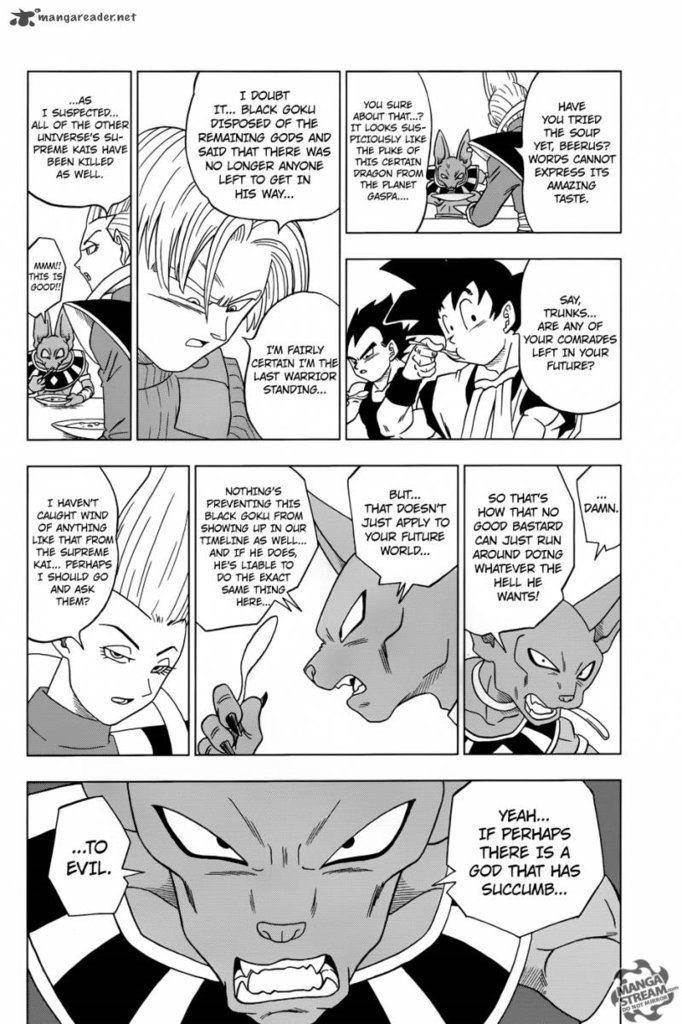 mangareader.net
HAVE
YOU TRIED
THE SOUP
YET, BEERUS?
WORDS CANNOT
EXPRESS ITS
AMAZING
TASTE.
YOU SURE
ABOUT THAT...?
IT LOOKS SUS-
PICIOUSLY LIKE
THE PUKE OF
THIS CERTAIN
DRAGON FROM
THE PLANET
GASPA....
SAY,
TRUNKS...
ARE ANY OF
YOUR COMRADES
LEFT IN YOUR
FUTURE?
I DOUBT
IT... BLACK GOKU
DISPOSED OF THE
REMAINING GODS AND
SAID THAT THERE WAS
NO LONGER ANYONE
LEFT TO GET IN
HIS WAY...
I'M FAIRLY
CERTAIN I'M THE
LAST WARRIOR
STANDING...
...AS
I SUSPECTED...
ALL OF THE OTHER
UNIVERSE'S SU-
PREME KAIS HAVE
BEEN KILLED
AS WELL.
MMM!!
THIS IS
GOOD!!
...
DAMN.
SO THAT'S
HOW THAT NO
GOOD BASTARD
CAN JUST RUN
AROUND DOING
WHATEVER THE
HELL HE
WANTS!
BUT...
THAT DOESN'T
JUST APPLY TO
YOUR FUTURE
WORLD...
NOTHING'S
PREVENTING THIS
BLACK GOKU FROM
SHOWING UP IN OUR
TIMELINE AS WELL...
AND IF HE DOES,
HE'S LIABLE TO
DO THE EXACT
SAME THING
HERE...
I HAVEN'T
CAUGHT WIND
OF ANYTHING
LIKE THAT FROM
THE SUPREME
KAI... PERHAPS
I SHOULD GO
AND ASK
THEM?
YEAH...
IF PERHAPS
THERE IS A
GOD THAT HAS
SUCCUMB...
...TO
EVIL.
MANGA
STREAM.com
DO NOT MIRROR